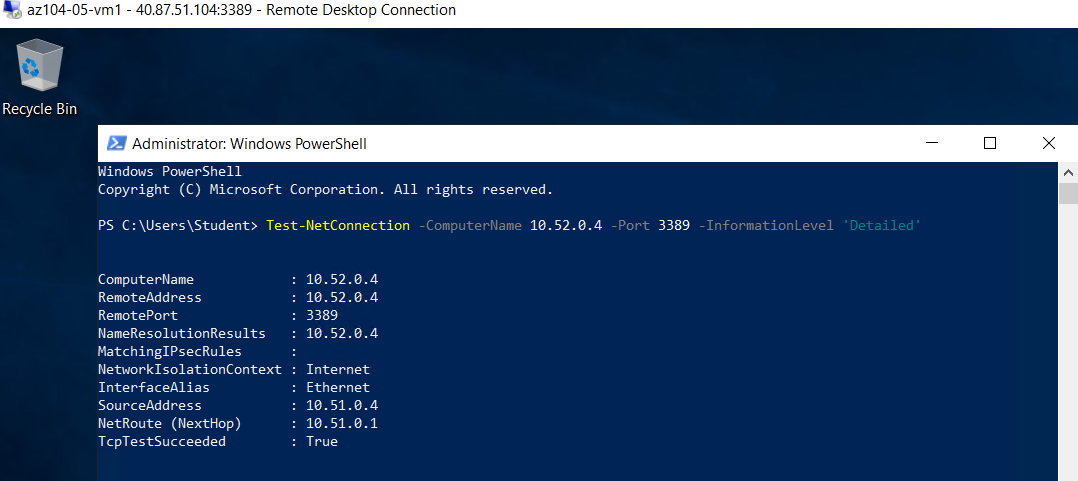 az104-05-vm1 - 40.87.51.104:3389 - Remote Desktop Connection
Recycle Bin
Administrator: Windows PowerShell
Windows PowerShell
Copyright (C) Microsoft Corporation. All rights reserved.
PS C:\Users\Student> Test-NetConnection -ComputerName 10.52.0.4 -Port 3389 -InformationLevel 'Detailed'
ComputerName            : 10.52.0.4
RemoteAddress           : 10.52.0.4
RemotePort              : 3389
NameResolutionResults   : 10.52.0.4
MatchingIPsecRules      :
NetworkIsolationContext : Internet
InterfaceAlias          : Ethernet
SourceAddress           : 10.51.0.4
NetRoute (NextHop)      : 10.51.0.1
TcpTestSucceeded        : True